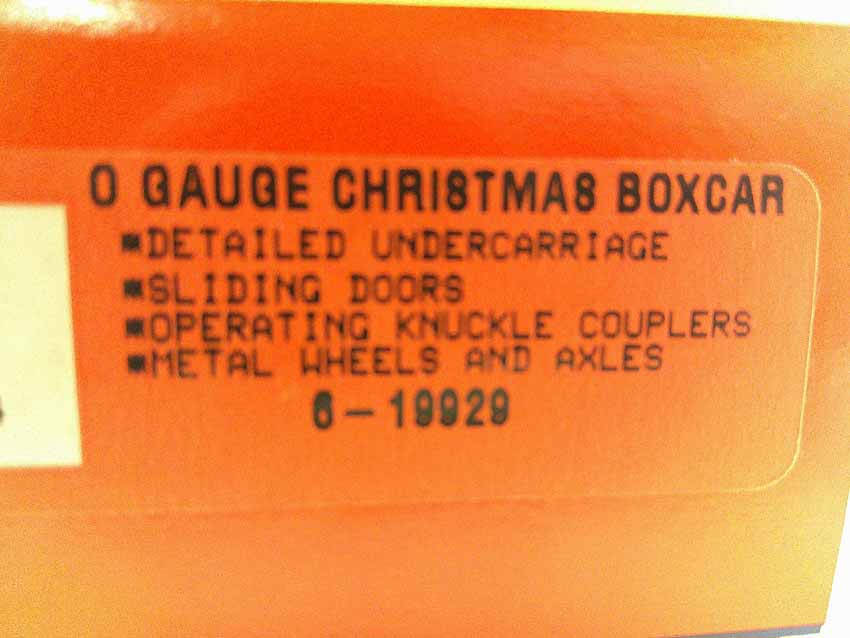 O GAUGE CHRISTMAS BOXCAR
■DETAILED UNDERCARRIAGE
■SLIDING DOORS
■OPERATING KNUCKLE COUPLERS
■METAL WHEELS AND AXLES
6-19929